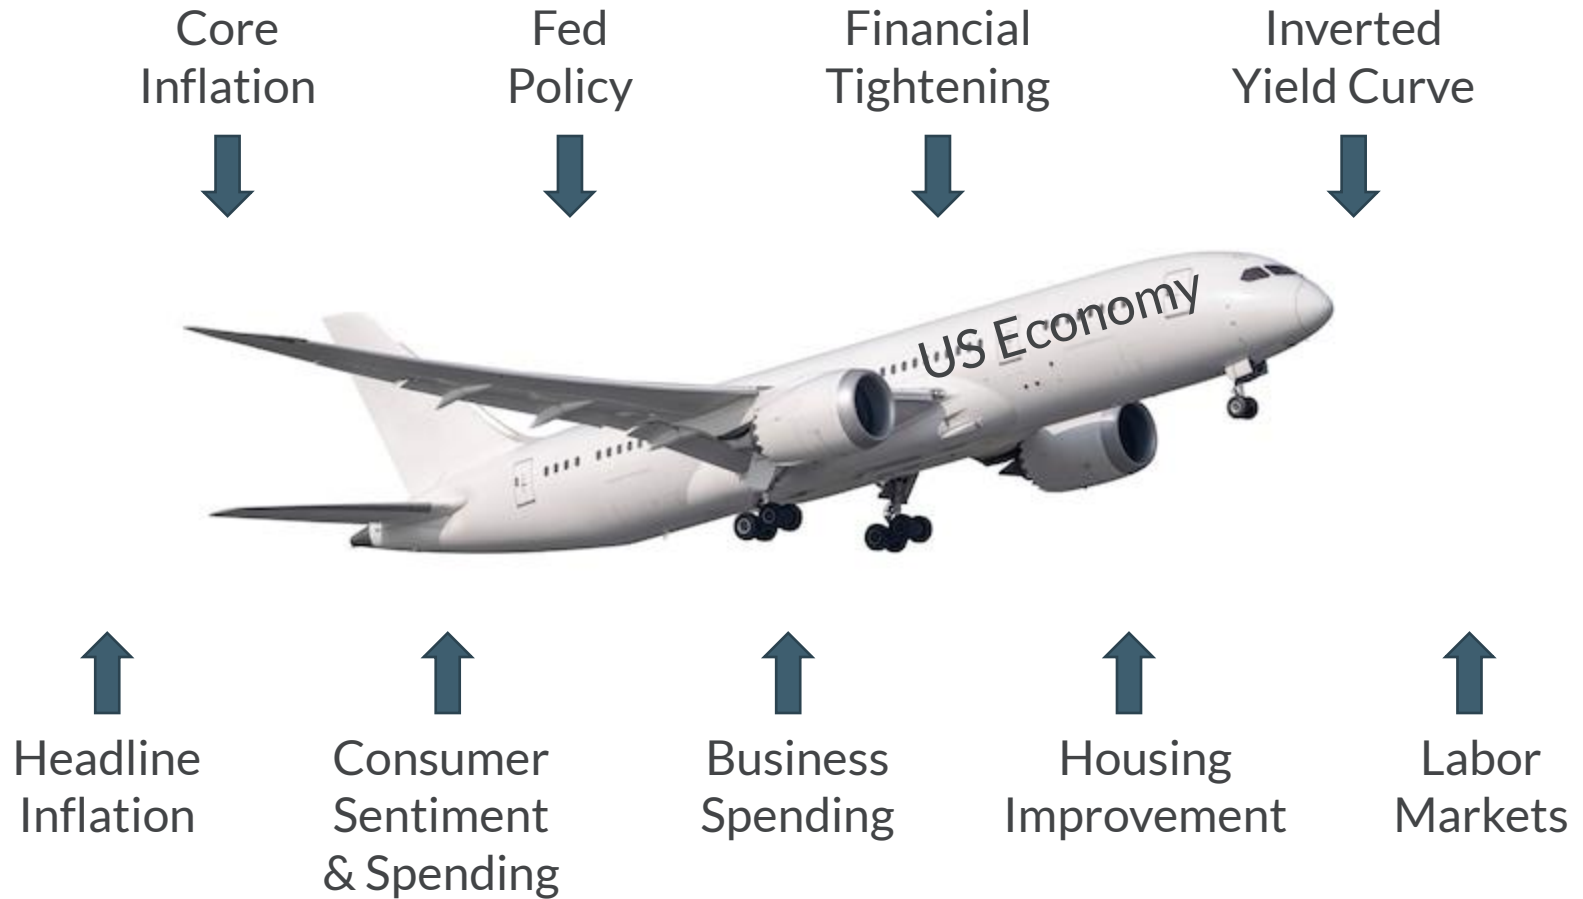 Core
Inflation
Fed
Policy
Financial
Tightening
Inverted
Yield Curve
US Economy
Headline
Inflation
Consumer
Sentiment
& Spending
Business
Spending
Housing
Improvement
Labor
Markets